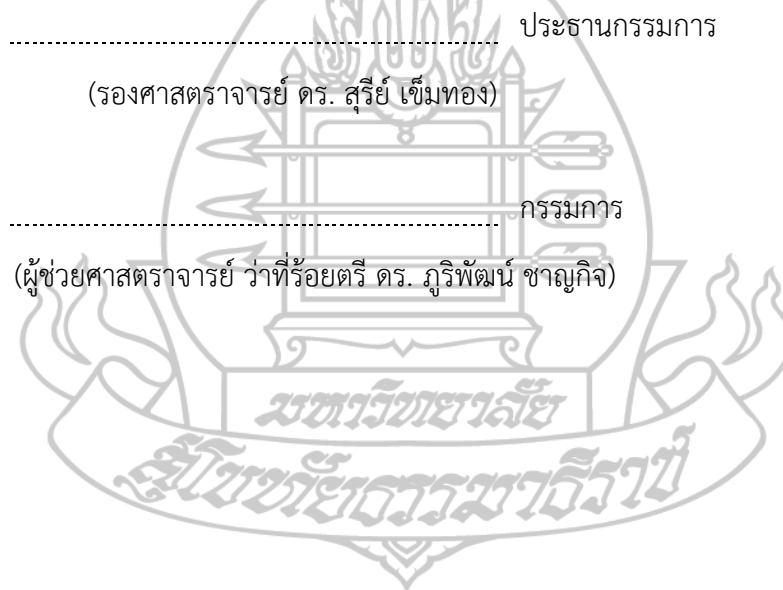 ประธานกรรมการ
(รองศาสตราจารย์ ดร. สุรีย์ เข็มทอง)
กรรมการ
(ผู้ช่วยศาสตราจารย์ ว่าที่ร้อยตรี ดร. ภูริพัฒน์ ชาญกิจ)
มหาวิทยาลัย
สุโขทัยธรรมาธิราช